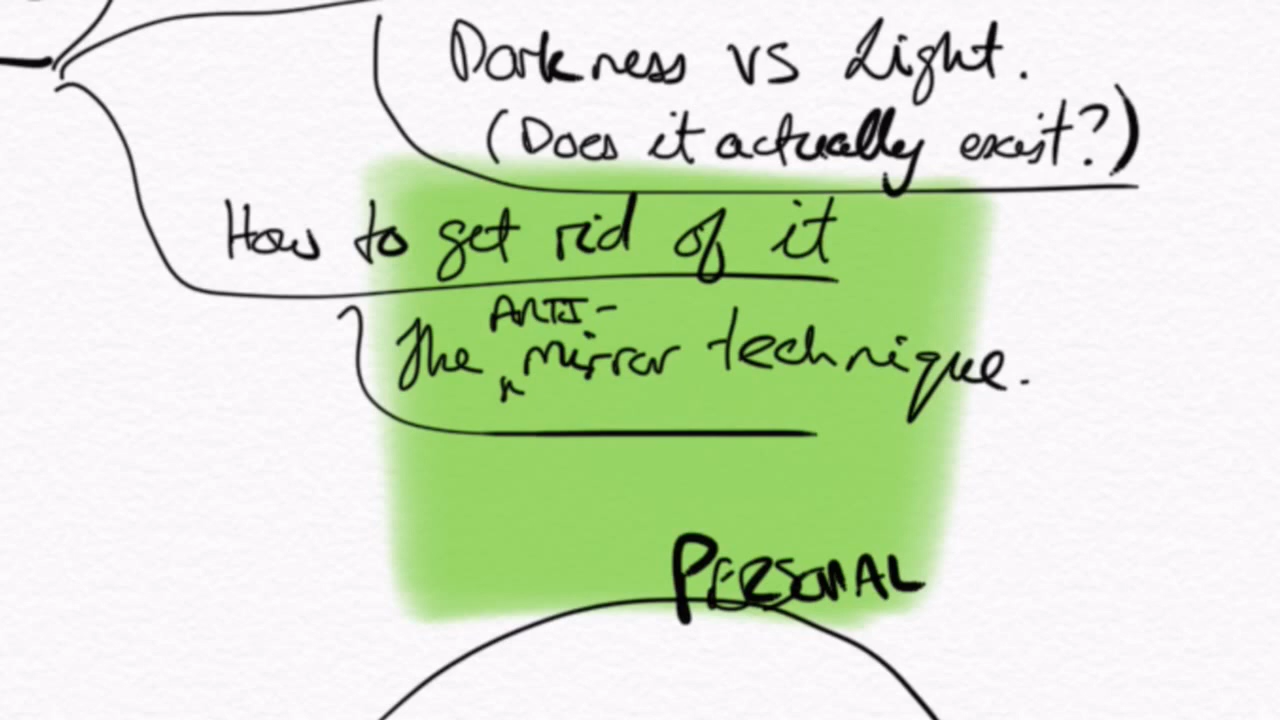 Darkness vs Light.
(Does it actually exist?)
How to get rid of it
ANTI-
The mirror technique.
PERSONAL